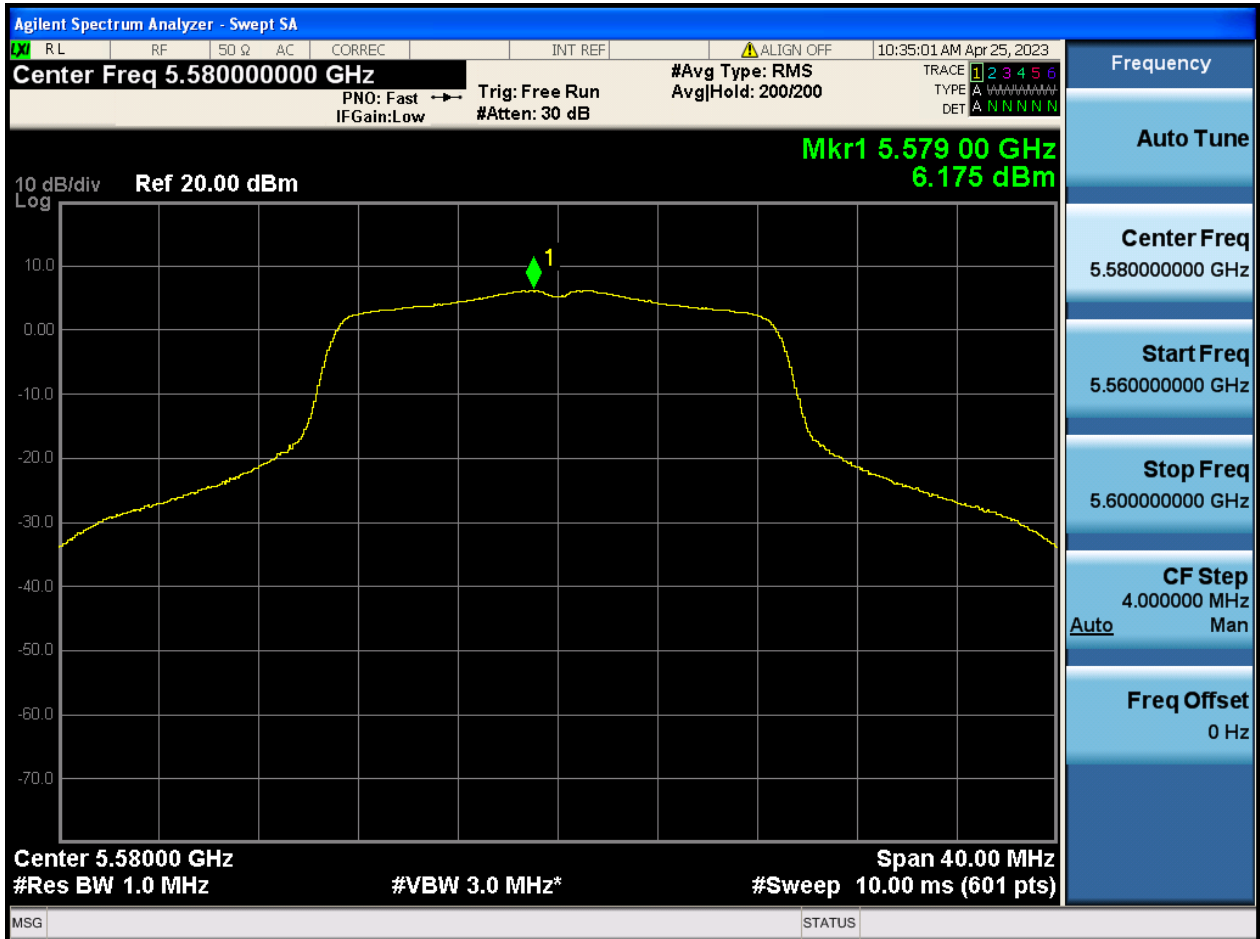 Agilent Spectrum Analyzer - Swept SA
LXI RL RF 50 Ω AC CORREC INT REF ALIGN OFF 10:35:01 AM Apr 25, 2023
Center Freq 5.580000000 GHz
PNO: Fast
IFGain:Low
Trig: Free Run
#Atten: 30 dB
#Avg Type: RMS
Avg|Hold: 200/200
TRACE 1 2 3 4 5 6
TYPE A WWWWW
DET A N N N N N
Mkr1 5.579 00 GHz
6.175 dBm
10 dB/div Ref 20.00 dBm
Log
1
10.0
0.00
-10.0
-20.0
-30.0
-40.0
-50.0
-60.0
-70.0
Center 5.58000 GHz Span 40.00 MHz
#Res BW 1.0 MHz #VBW 3.0 MHz* #Sweep 10.00 ms (601 pts)
MSG STATUS
Frequency
Auto Tune
Center Freq
5.580000000 GHz
Start Freq
5.560000000 GHz
Stop Freq
5.600000000 GHz
CF Step
4.000000 MHz
Auto Man
Freq Offset
0 Hz